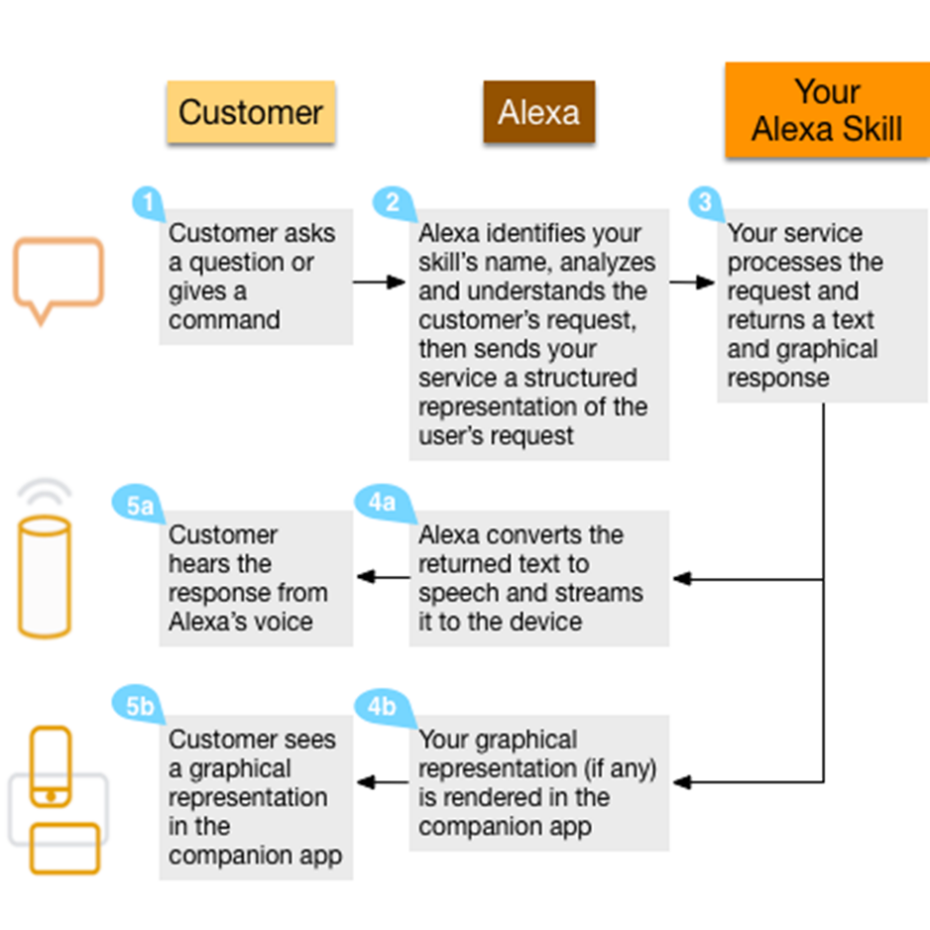 Customer
Alexa
Your
Alexa Skill
1
Customer asks
a question or
gives a
command
2
Alexa identifies your
skill's name, analyzes
and understands the
customer's request,
then sends your
service a structured
representation of the
user's request
3
Your service
processes the
request and
returns a text
and graphical
response
5a
Customer
hears the
response from
Alexa's voice
4a
Alexa converts the
returned text to
speech and streams
it to the device
5b
Customer sees
a graphical
representation
in the
companion app
4b
Your graphical
representation (if any)
is rendered in the
companion app